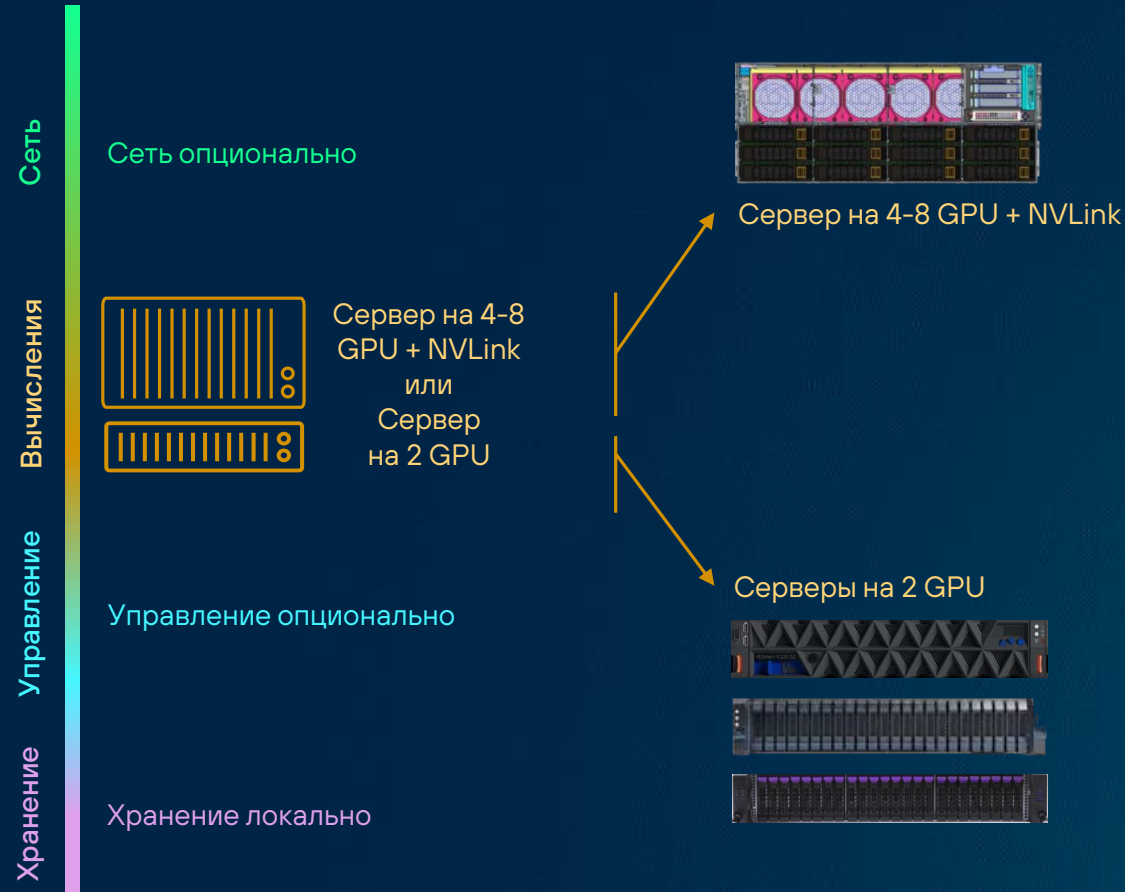 Сеть
Сеть опционально
Сервер на 4-8 GPU + NVLink
Вычисления
Сервер на 4-8
GPU + NVLink
или
Сервер
на 2 GPU
Управление
Управление опционально
Серверы на 2 GPU
Хранение
Хранение локально